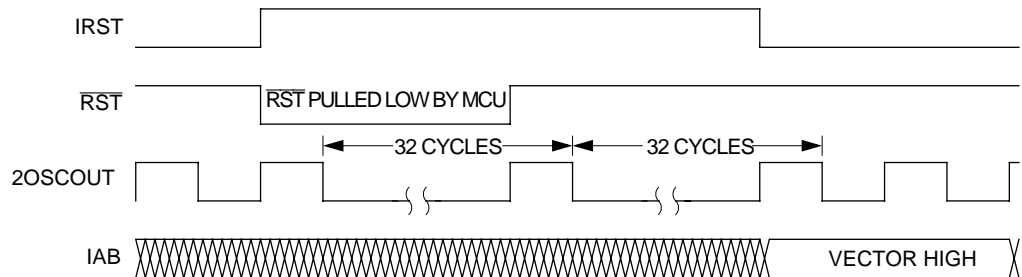 IRST
RST
RST PULLED LOW BY MCU
32 CYCLES
32 CYCLES
2OSCOUT
IAB
VECTOR HIGH